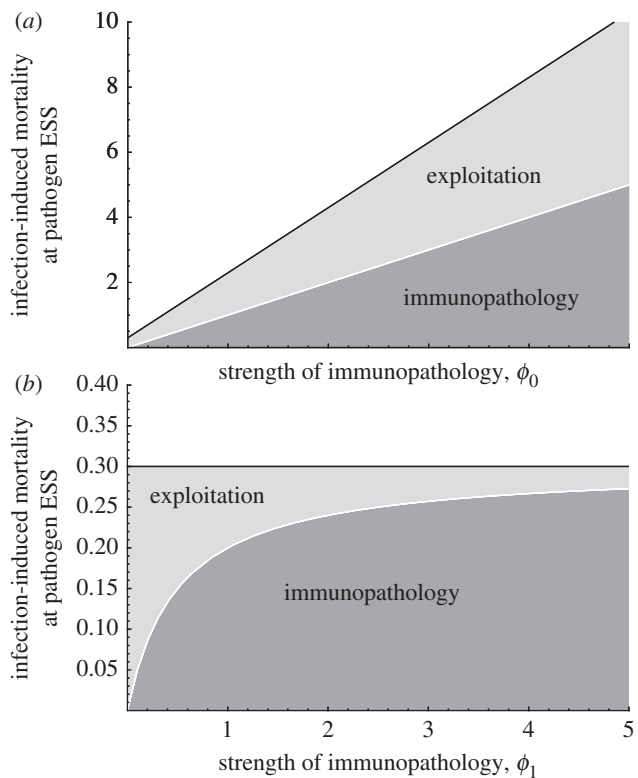 (a)
10
8
6
4
2
infection-induced mortality
at pathogen ESS
exploitation
immunopathology
strength of immunopathology, ϕ0
(b)
0.40
0.35
0.30
0.25
0.20
0.15
0.10
0.05
infection-induced mortality
at pathogen ESS
exploitation
immunopathology
1 2 3 4 5
strength of immunopathology, ϕ1